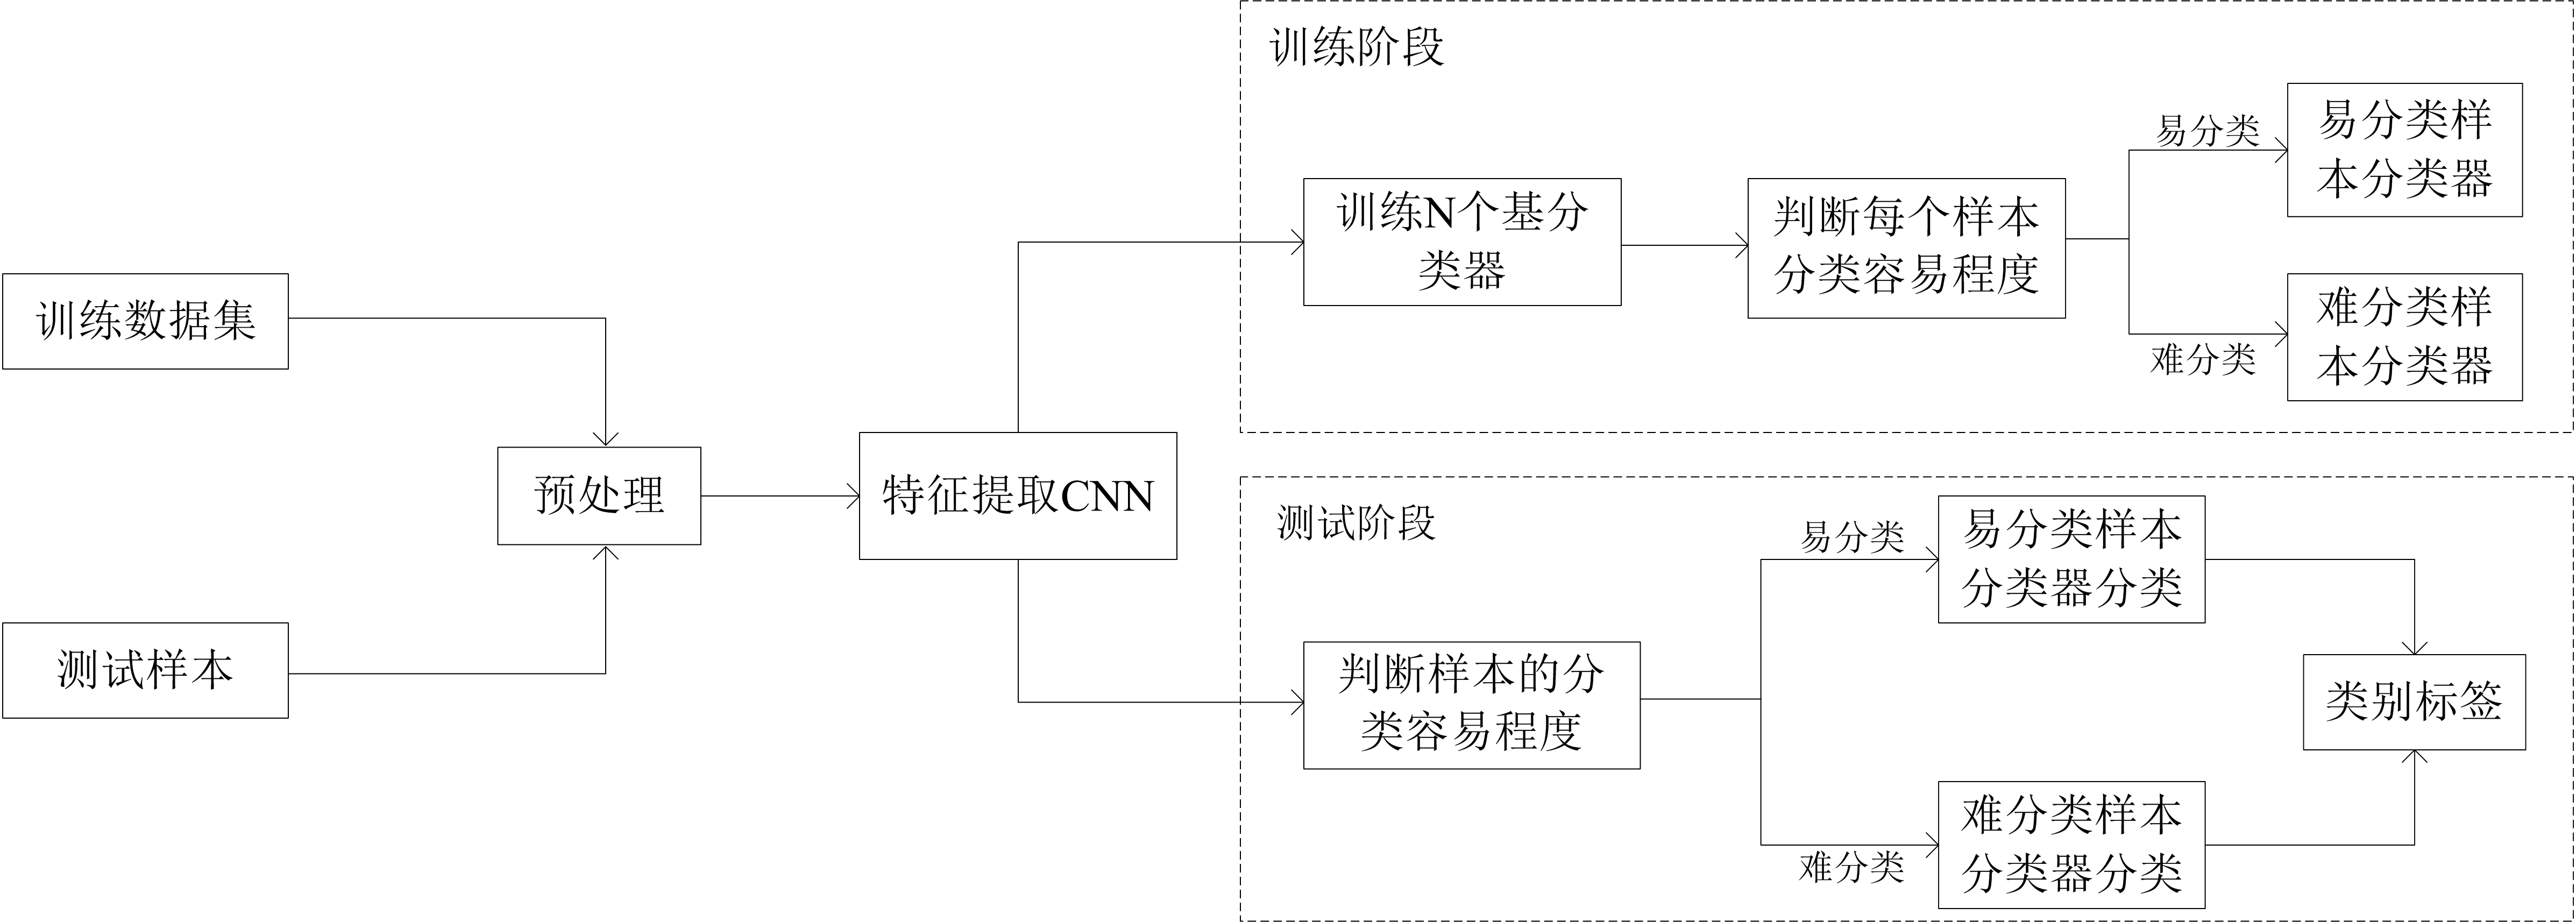 训练数据集
测试样本
预处理
特征提取CNN
训练阶段
训练N个基分
类器
判断每个样本
分类容易程度
易分类
易分类样
本分类器
难分类
难分类样
本分类器
测试阶段
判断样本的分
类容易程度
易分类
易分类样本
分类器分类
难分类
难分类样本
分类器分类
类别标签